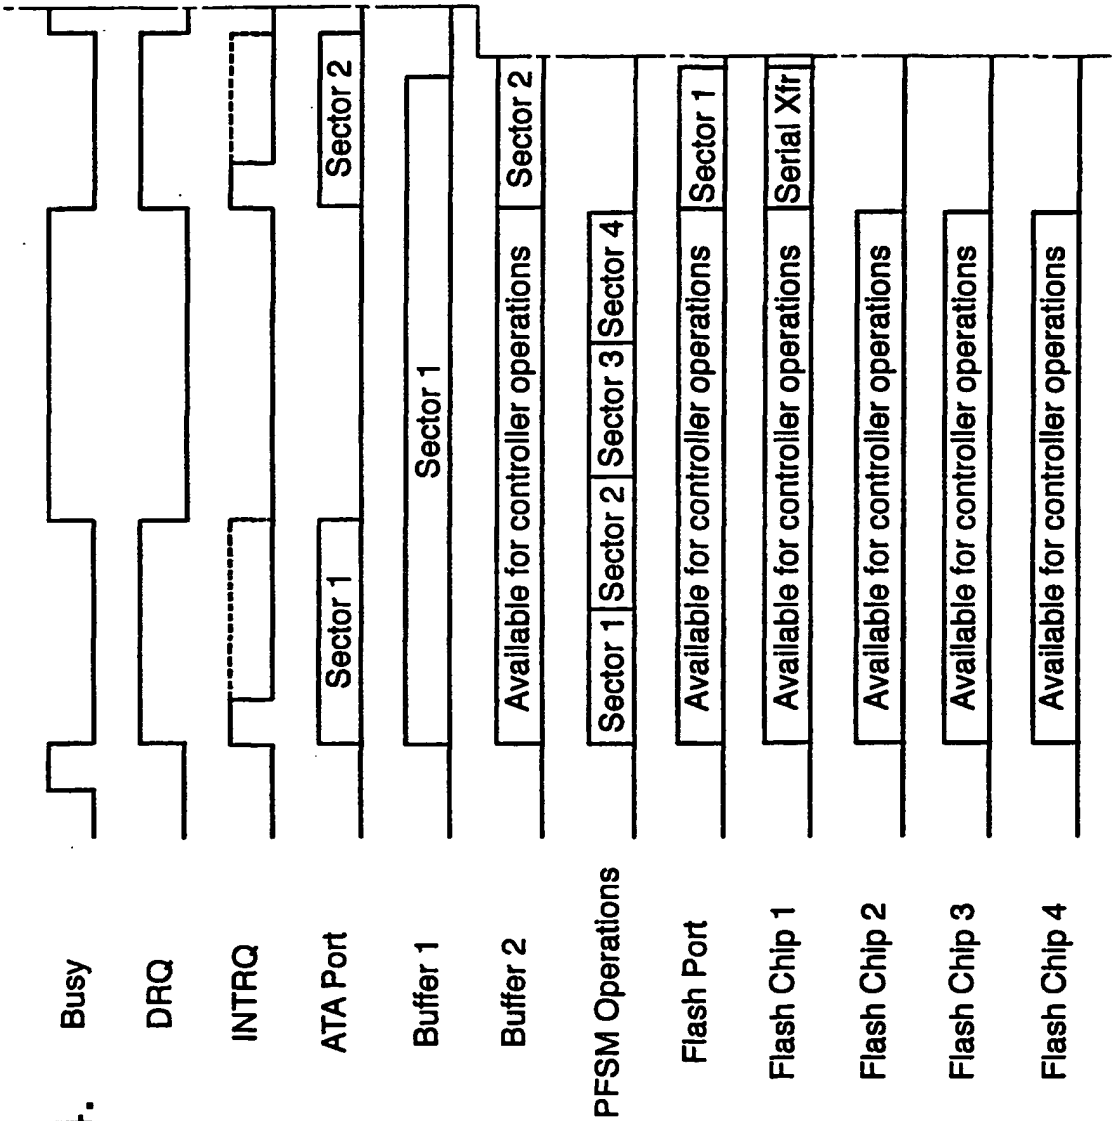 Busy
DRQ
INTRQ
ATA Port Sector 1 Sector 2
Buffer 1 Sector 1
Buffer 2 Available for controller operations Sector 2
PFSM Operations Sector 1 Sector 2 Sector 3 Sector 4
Flash Port Available for controller operations Sector 1
Flash Chip 1 Available for controller operations Serial Xfr
Flash Chip 2 Available for controller operations
Flash Chip 3 Available for controller operations
Flash Chip 4 Available for controller operations